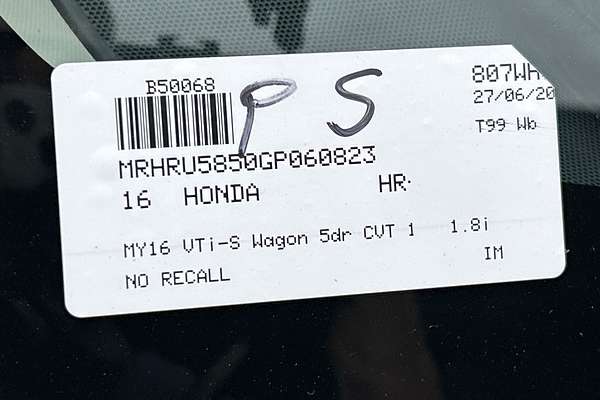 B50068
807WH
27/06/20
T99 Wb
P S
MRHRU5850GP060823
16 HONDA HR
MY16 VTi-S Wagon 5dr CVT 1 1.8i
NO RECALL
IM